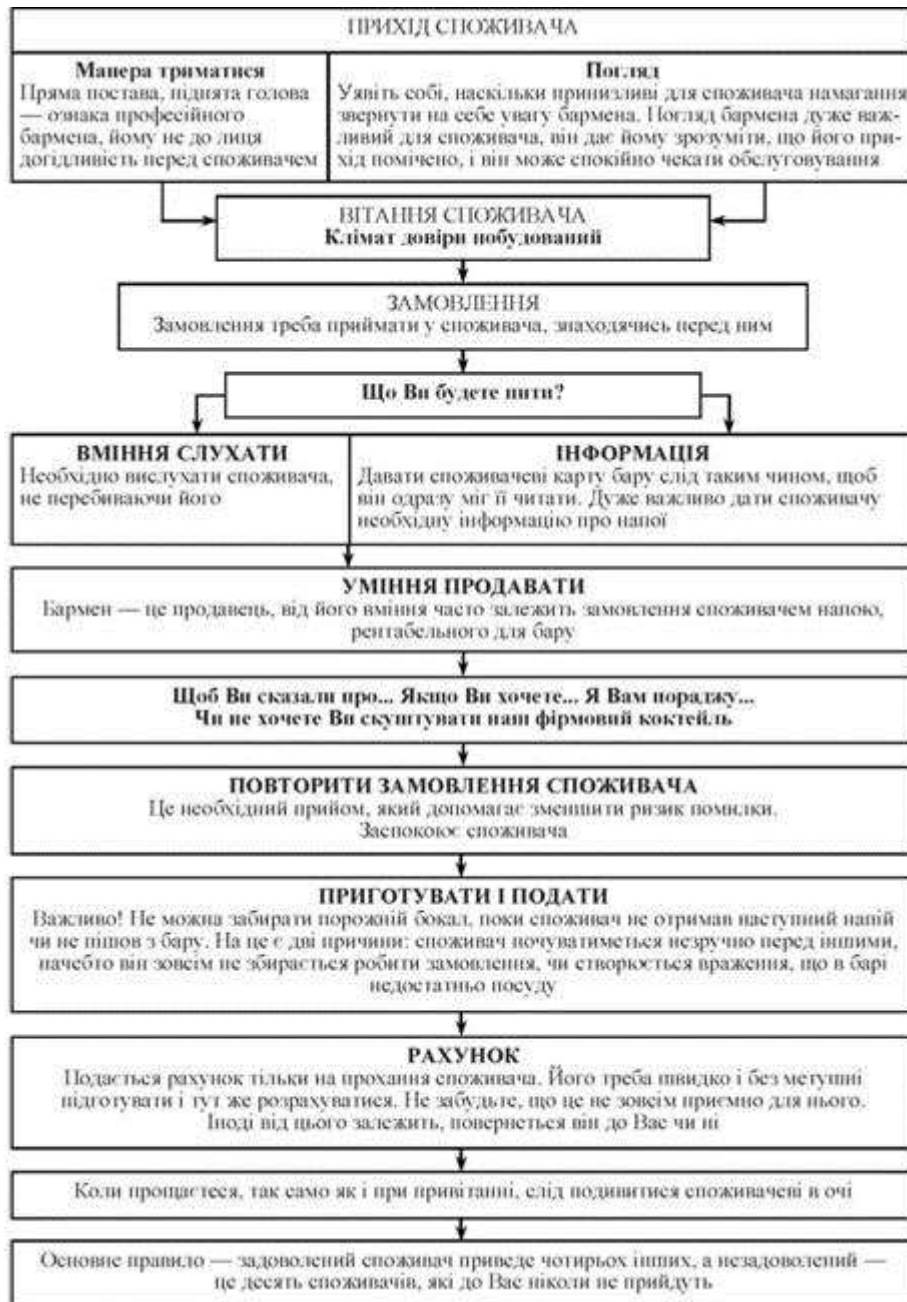 ПРИХІД СПОЖИВАЧА
Манера триматися
Пряма постава, піднята голова
— ознака професійного
бармена, йому не до лиця
догідливість перед споживачем
Погляд
Уявіть собі, наскільки принизливі для споживача намагання
звернути на себе увагу бармена. Погляд бармена дуже важ-
ливий для споживача, він дає йому зрозуміти, що його при-
хід помічено, і він може спокійно чекати обслуговування
ВІТАННЯ СПОЖИВАЧА
Клімат довіри побудований
ЗАМОВЛЕННЯ
Замовлення треба приймати у споживача, знаходячись перед ним
Що Ви будете пити?
ВМІННЯ СЛУХАТИ
Необхідно вислухати споживача,
не перебиваючи його
ІНФОРМАЦІЯ
Давати споживачеві карту бару слід таким чином, щоб
він одразу міг її читати. Дуже важливо дати споживачу
необхідну інформацію про напої
УМІННЯ ПРОДАВАТИ
Бармен — це продавець, від його вміння часто залежить замовлення споживачем напою,
рентабельного для бару
Щоб Ви сказали про... Якщо Ви хочете... Я Вам пораджу...
Чи не хочете Ви скуштувати наш фірмовий коктейль
ПОВТОРИТИ ЗАМОВЛЕННЯ СПОЖИВАЧА
Це необхідний прийом, який допомагає зменшити ризик помилки.
Заспокоює споживача
ПРИГОТУВАТИ І ПОДАТИ
Важливо! Не можна забирати порожній бокал, поки споживач не отримав наступний напій
чи не пішов з бару. На це є дві причини: споживач почуватиметься незручно перед іншими,
начебто він зовсім не збирається робити замовлення, чи створюється враження, що в барі
недостатньо посуду
РАХУНОК
Подається рахунок тільки на прохання споживача. Його треба швидко і без метушні
підготувати і тут же розрахуватися. Не забудьте, що це не зовсім приємно для нього.
Іноді від цього залежить, повернеться він до Вас чи ні
Коли прощаєтеся, так само як і при привітанні, слід подивитися споживачеві в очі
Основне правило — задоволений споживач приведе чотирьох інших, а незадоволений —
це десять споживачів, які до Вас ніколи не прийдуть